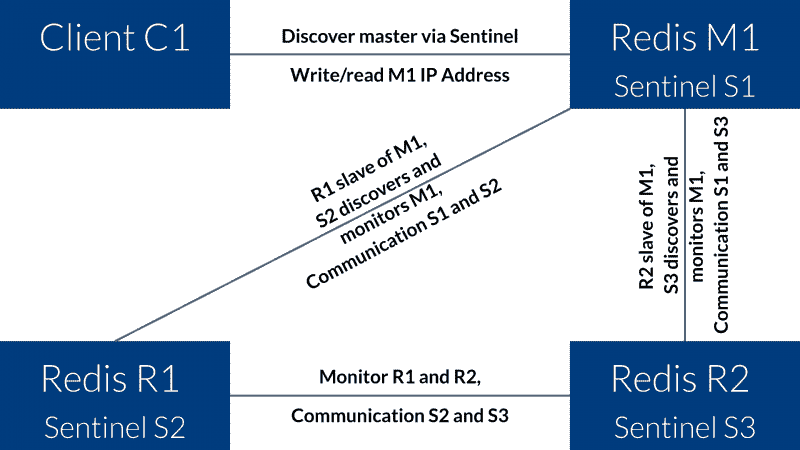 Client C1
Discover master via Sentinel
Write/read M1 IP Address
Redis M1
Sentinel S1
R1 slave of M1,
S2 discovers and
monitors M1,
Communication S1 and S2
R2 slave of M1,
S3 discovers and
monitors M1,
Communication S1 and S3
Redis R1
Sentinel S2
Monitor R1 and R2,
Communication S2 and S3
Redis R2
Sentinel S3